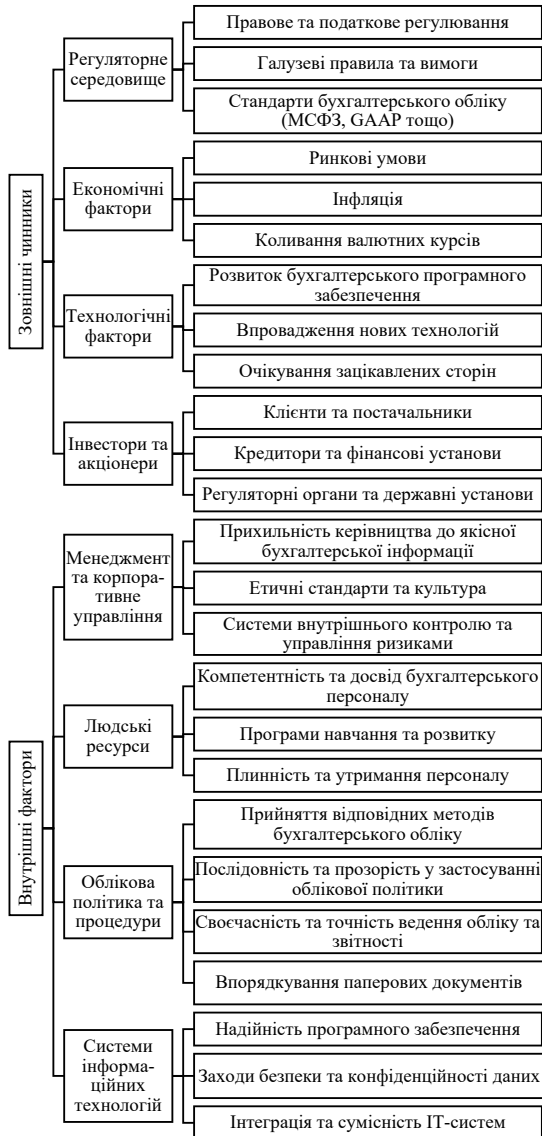 Зовнішні чинники
Регуляторне
середовище
Правове та податкове регулювання
Галузеві правила та вимоги
Стандарти бухгалтерського обліку
(МСФЗ, GAAP тощо)
Економічні
фактори
Ринкові умови
Інфляція
Коливання валютних курсів
Технологічні
фактори
Розвиток бухгалтерського програмного
забезпечення
Впровадження нових технологій
Очікування зацікавлених сторін
Інвестори та
акціонери
Клієнти та постачальники
Кредитори та фінансові установи
Регуляторні органи та державні установи
Внутрішні фактори
Менеджмент
та корпора-
тивне
управління
Прихильність керівництва до якісної
бухгалтерської інформації
Етичні стандарти та культура
Системи внутрішнього контролю та
управління ризиками
Людські
ресурси
Компетентність та досвід бухгалтерського
персоналу
Програми навчання та розвитку
Плинність та утримання персоналу
Облікова
політика та
процедури
Прийняття відповідних методів
бухгалтерського обліку
Послідовність та прозорість у застосуванні
облікової політики
Своєчасність та точність ведення обліку та
звітності
Впорядкування паперових документів
Системи
інформа-
ційних
технологій
Надійність програмного забезпечення
Заходи безпеки та конфіденційності даних
Інтеграція та сумісність ІТ-систем